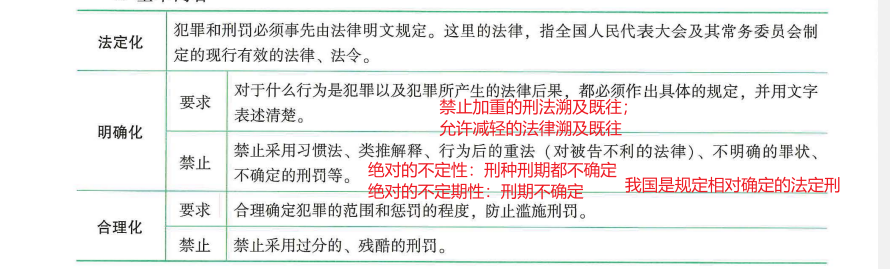 法定化
犯罪和刑罚必须事先由法律明文规定。这里的法律，指全国人民代表大会及其常务委员会制
定的现行有效的法律、法令。
明确化
要求
对于什么行为是犯罪以及犯罪所产生的法律后果，都必须作出具体的规定，并用文字
表述清楚。
禁止加重的刑法溯及既往；
允许减轻的法律溯及既往
禁止
禁止采用习惯法、类推解释、行为后的重法（对被告不利的法律）、不明确的罪状、
不确定的刑罚等。
绝对的不定性：刑种刑期都不确定
绝对的不定期性：刑期不确定
我国是规定相对确定的法定刑
合理化
要求
合理确定犯罪的范围和惩罚的程度，防止滥施刑罚。
禁止
禁止采用过分的、残酷的刑罚。